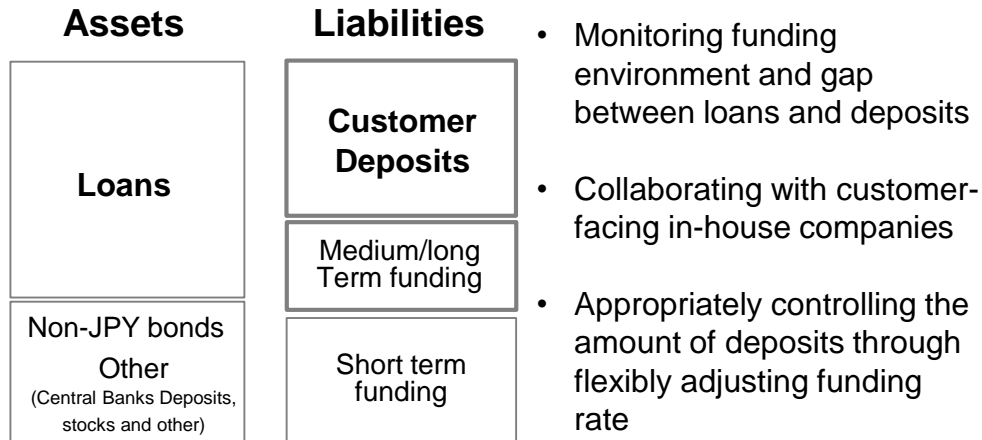 Assets
Loans
Non-JPY bonds
Other
(Central Banks Deposits,
stocks and other)
Liabilities
Customer
Deposits
Medium/long
Term funding
Short term
funding
• Monitoring funding
environment and gap
between loans and deposits
• Collaborating with customer-
facing in-house companies
• Appropriately controlling the
amount of deposits through
flexibly adjusting funding
rate